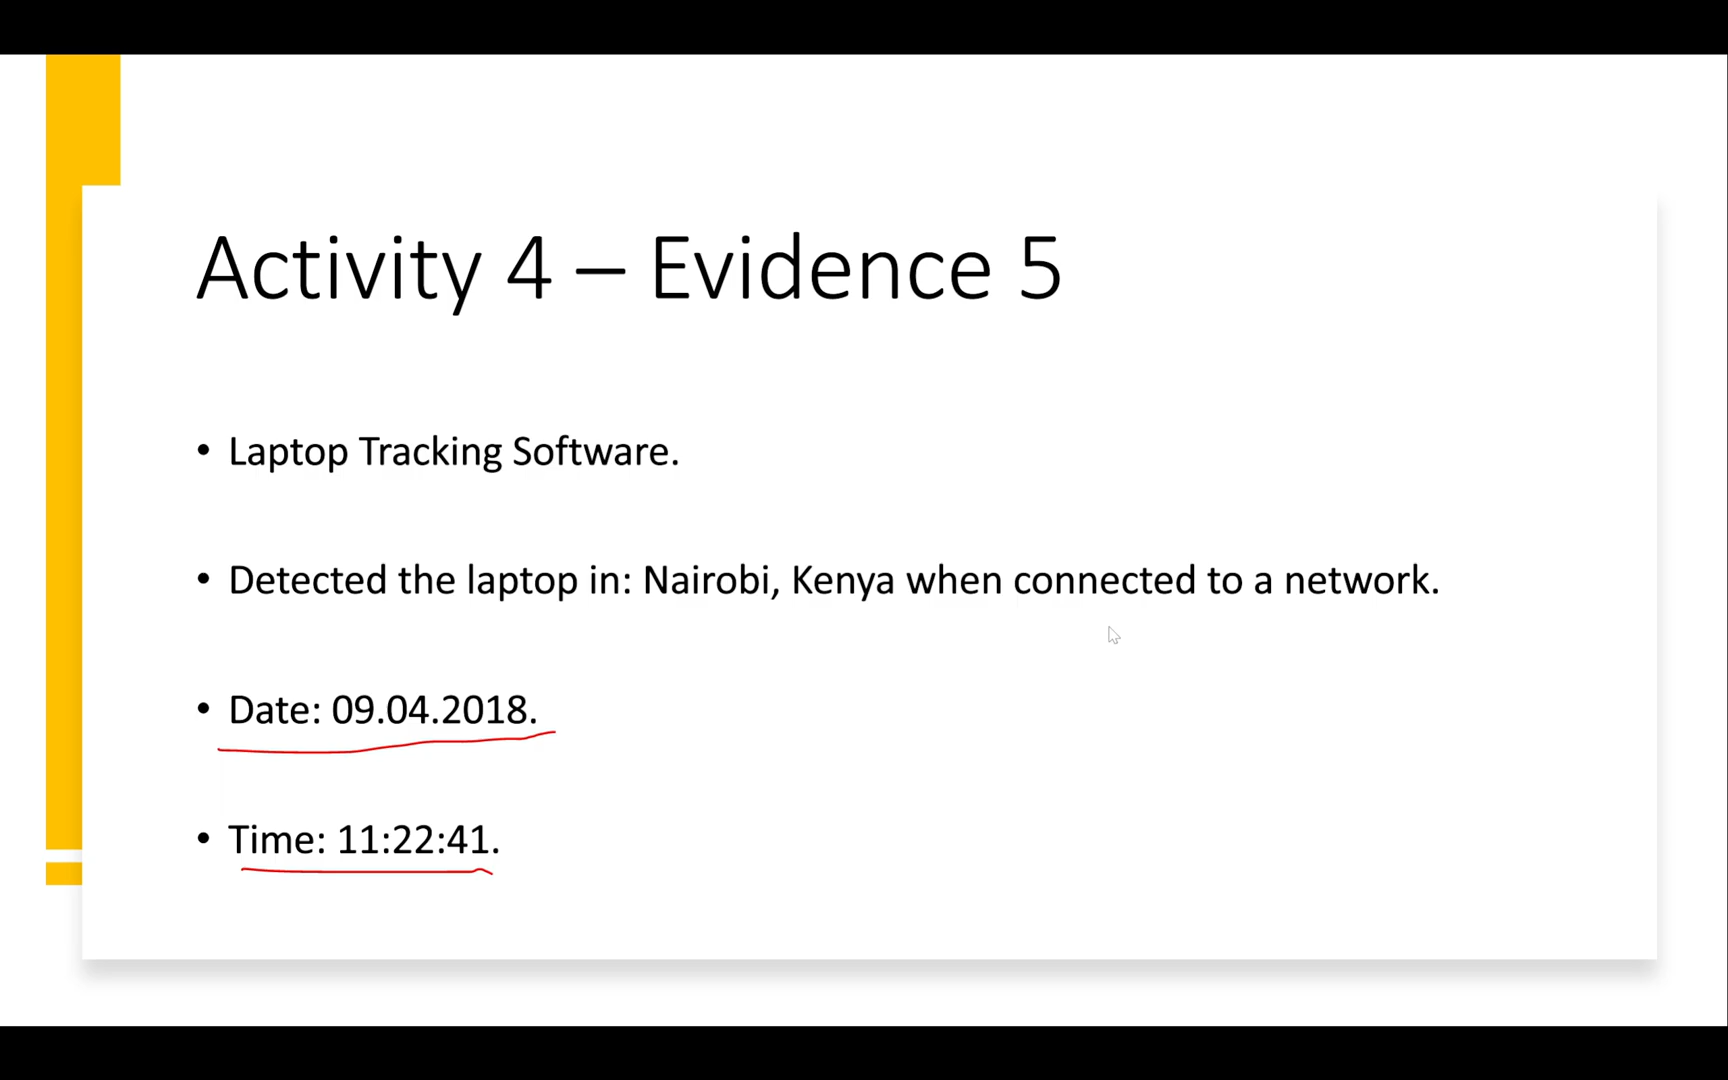 Activity 4 – Evidence 5
• Laptop Tracking Software.
• Detected the laptop in: Nairobi, Kenya when connected to a network.
• Date: 09.04.2018.
• Time: 11:22:41.